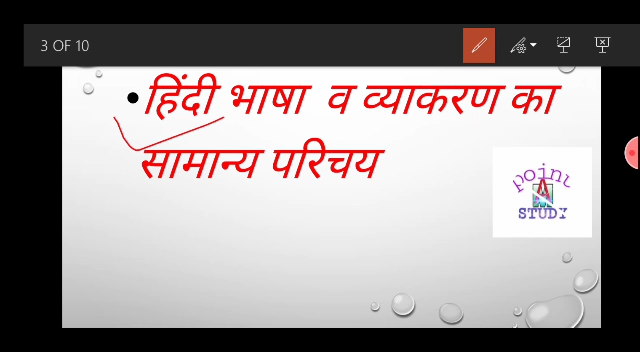 3 OF 10
•हिंदी भाषा व व्याकरण का
सामान्य परिचय
point
A
STUDY